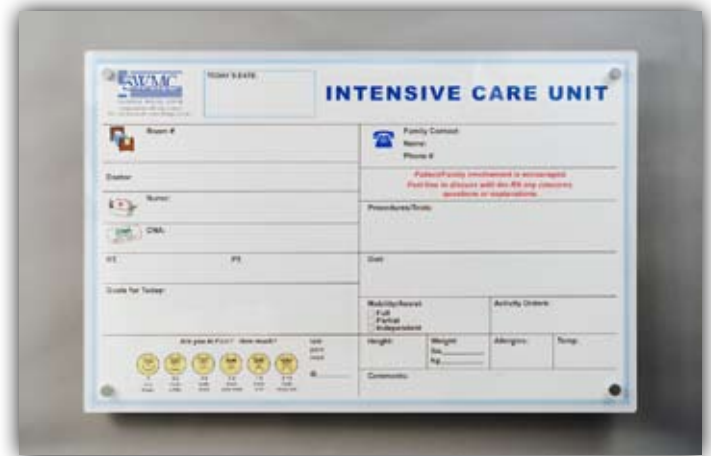 SWMC
TODAY'S DATE:
INTENSIVE CARE UNIT
Room #
Doctor
Nurse:
CNA:
RT: PT:
Goals for Today:
Are you in Pain? How much?
Family Contact:
Name:
Phone #
Patient/Family involvement is encouraged
Feel free to discuss with the RN any concerns
questions or explanations
Procedures/Tests:
Diet:
Mobility/Assist:
Full
Partial
Independent
Activity Orders:
Height:
Weight:
lbs
kg
Allergies:
Temp:
Comments: